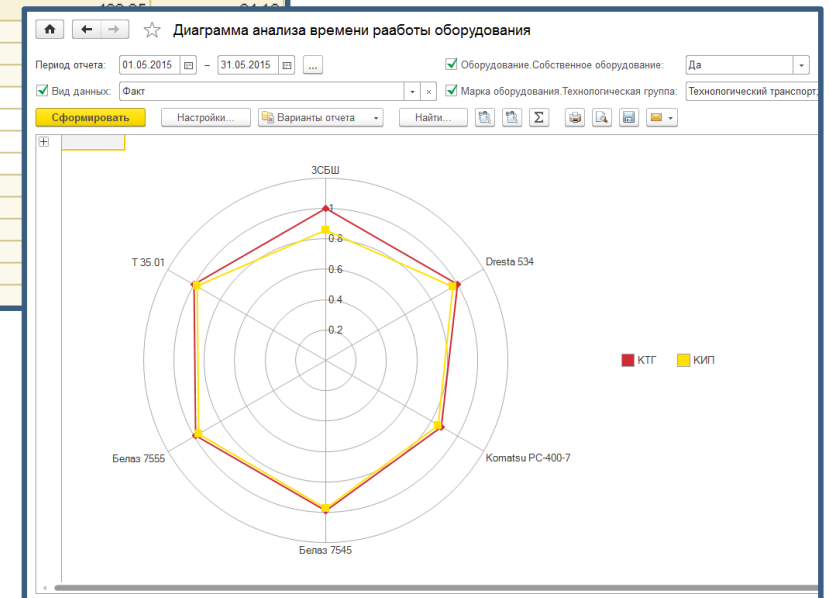 Диаграмма анализа времени рааботы оборудования
Период отчета: 01.05.2015 – 31.05.2015 ... Оборудование.Собственное оборудование: Да
Вид данных: Факт × Марка оборудования.Технологическая группа: Технологический транспорт;
Сформировать Настройки... Варианты отчета Найти... Σ
ЗСБШ
1
0.8
Т 35.01 Dresta 534
0.6
0.4
0.2
КТГ КИП
Белаз 7555 Komatsu PC-400-7
Белаз 7545